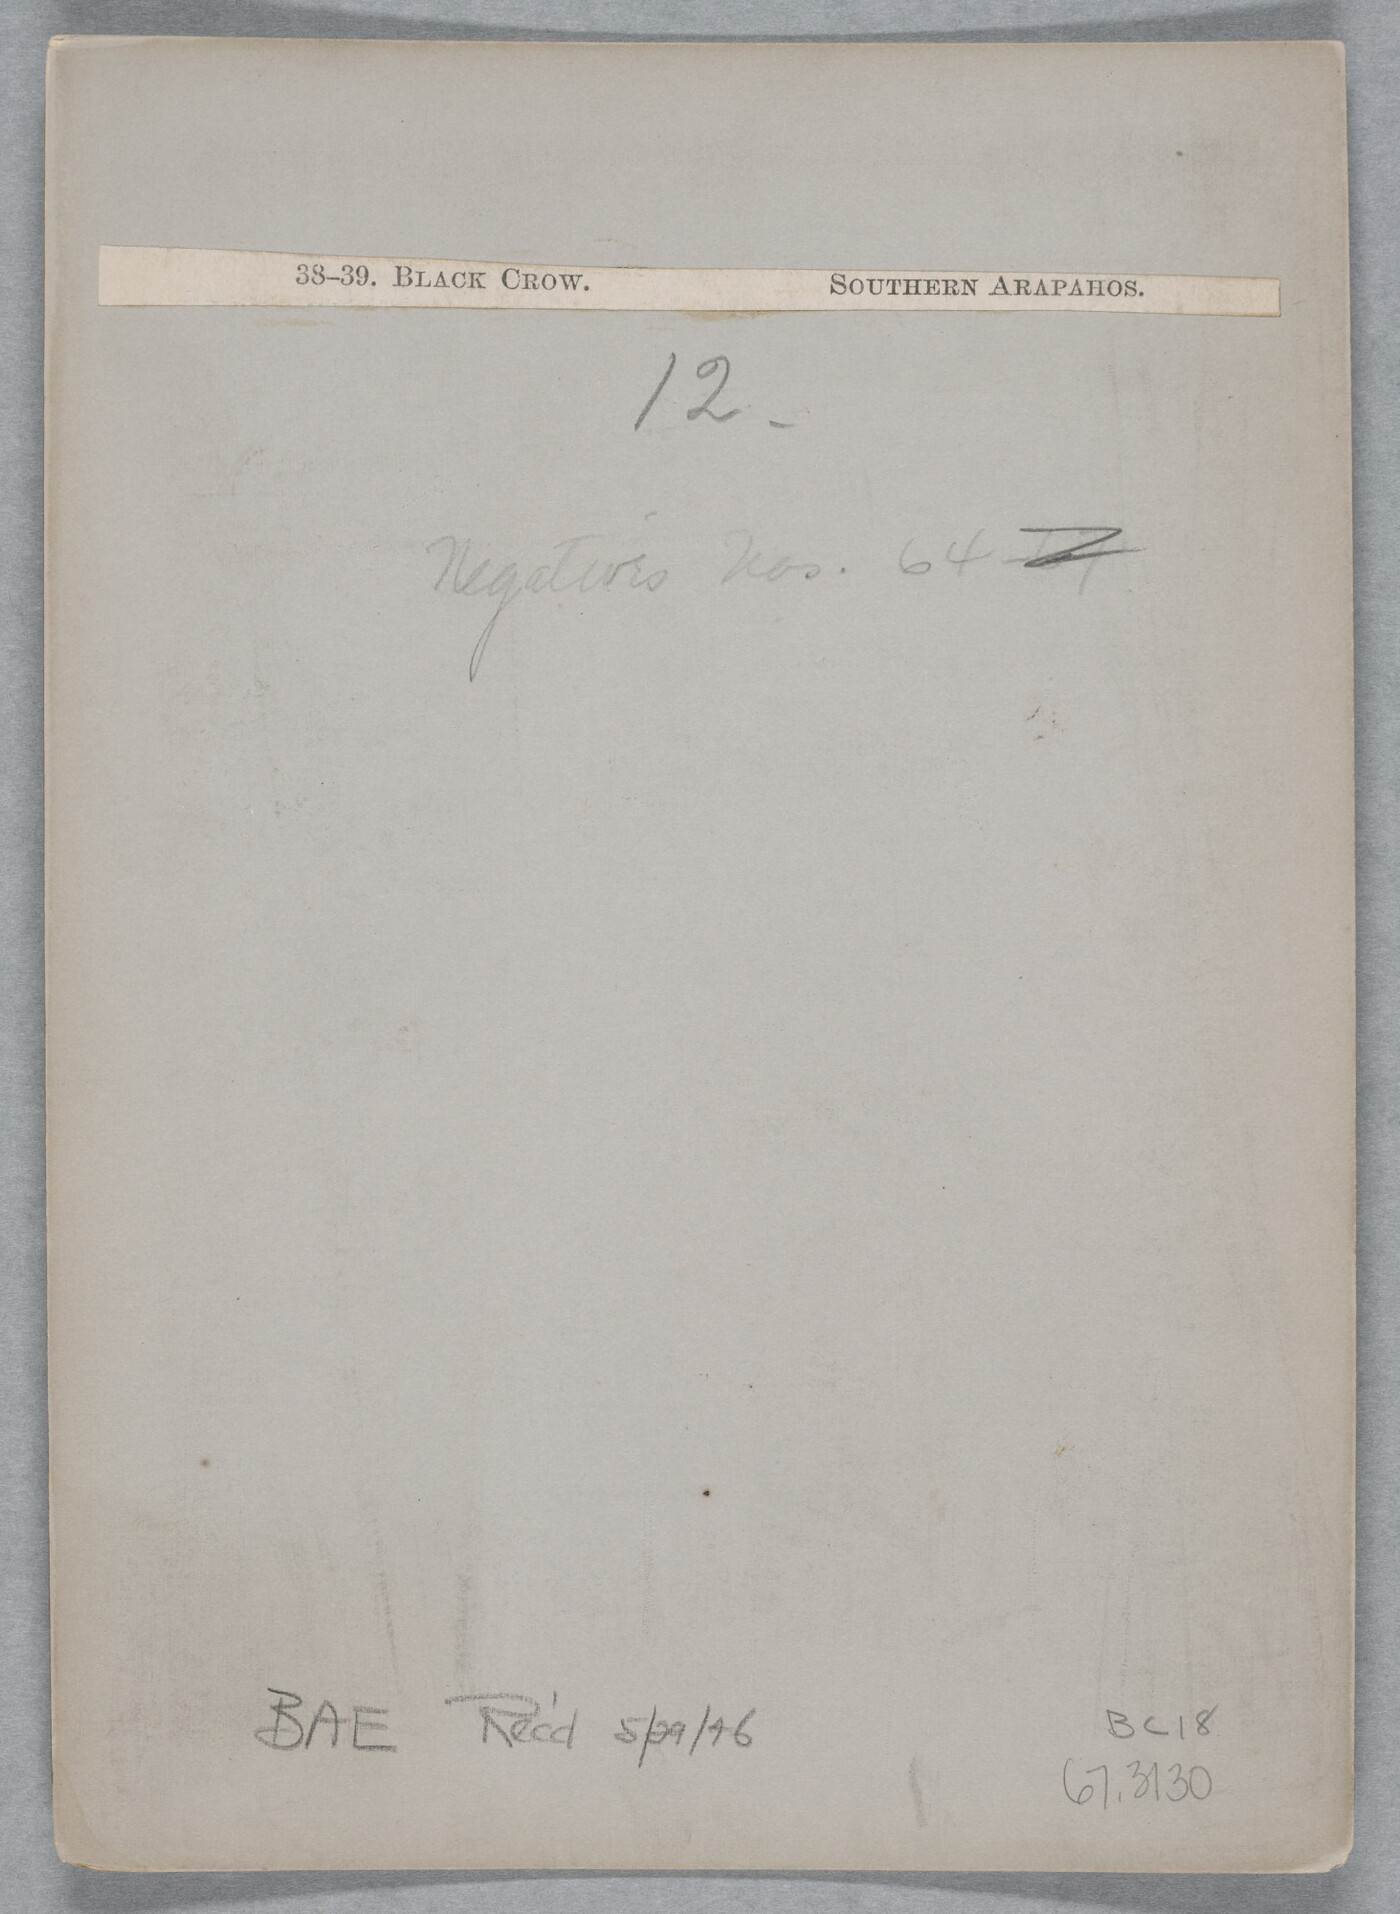 38–39. BLACK CROW. SOUTHERN ARAPAHOS.
12 -
Negatives Nos. 64
BAE Rec'd 5/29/46
BC18
67.3130